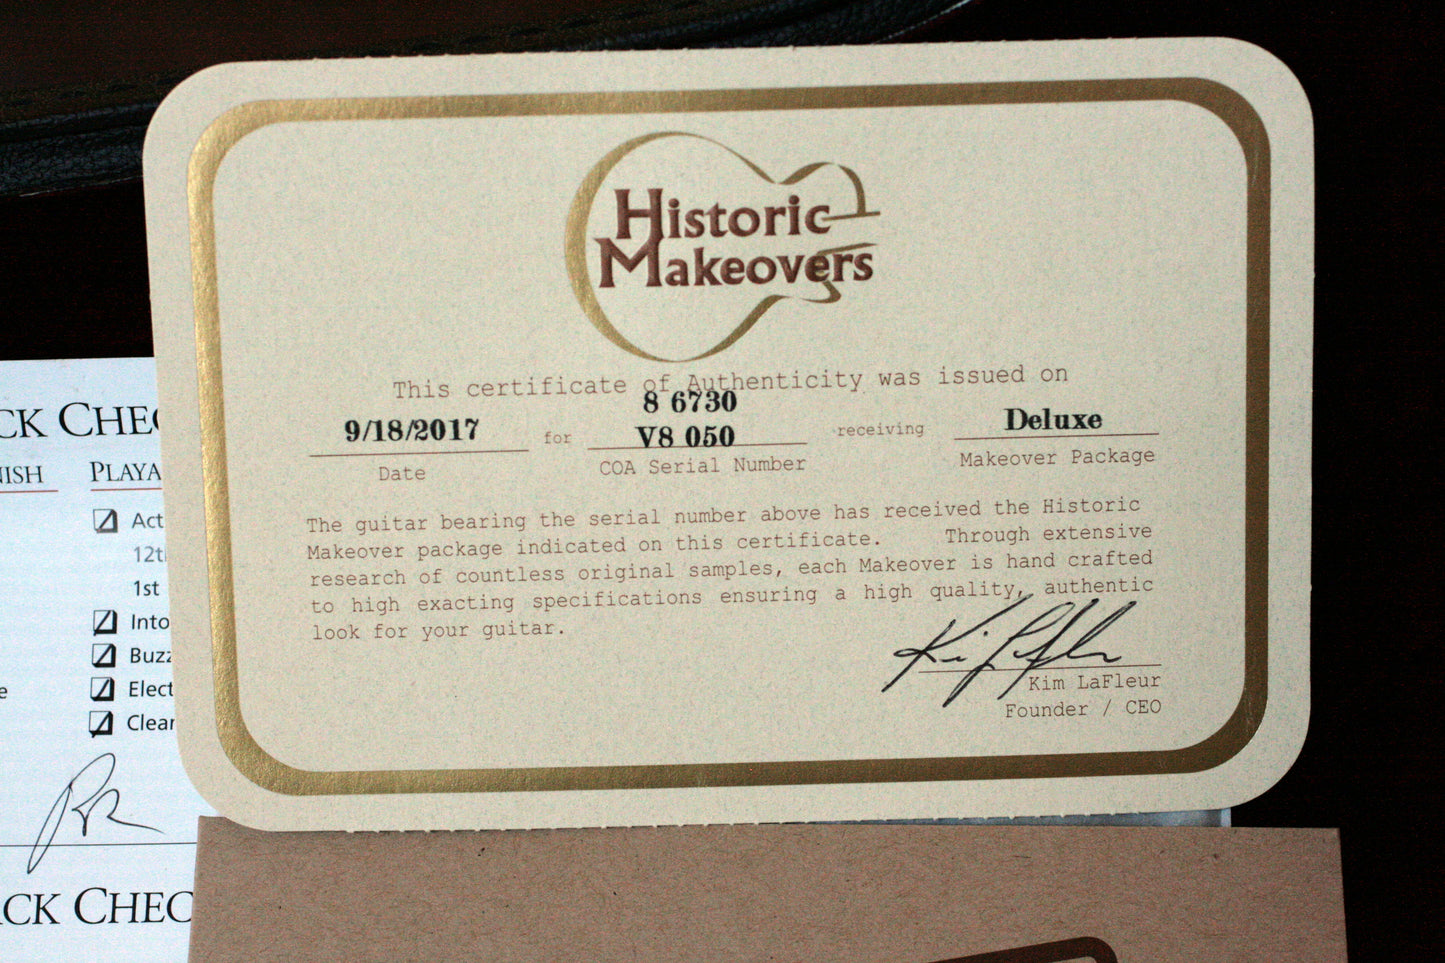 Historic
Makeovers
This certificate of Authenticity was issued on
8 6730
9/18/2017 for V8 050 receiving Deluxe
Date COA Serial Number Makeover Package
The guitar bearing the serial number above has received the Historic
Makeover package indicated on this certificate. Through extensive
research of countless original samples, each Makeover is hand crafted
to high exacting specifications ensuring a high quality, authentic
look for your guitar.
Kim LaFleur
Kim LaFleur
Founder / CEO
CK CHEC
ISH PLAYA
Act
12t
1st
Into
Buzz
e Elect
Clear
CK CHEC